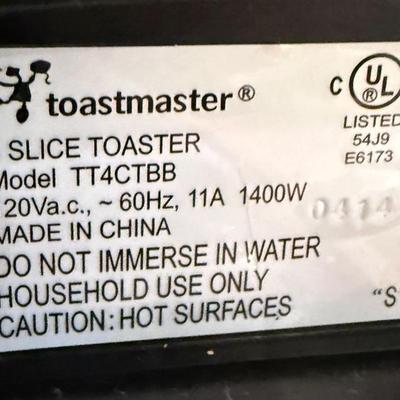 toastmaster®
SLICE TOASTER
Model TT4CTBB
20Va.c., ~ 60Hz, 11A 1400W
MADE IN CHINA
DO NOT IMMERSE IN WATER
HOUSEHOLD USE ONLY
CAUTION: HOT SURFACES
C UL ®
LISTED
54J9
E6173
0414
"S